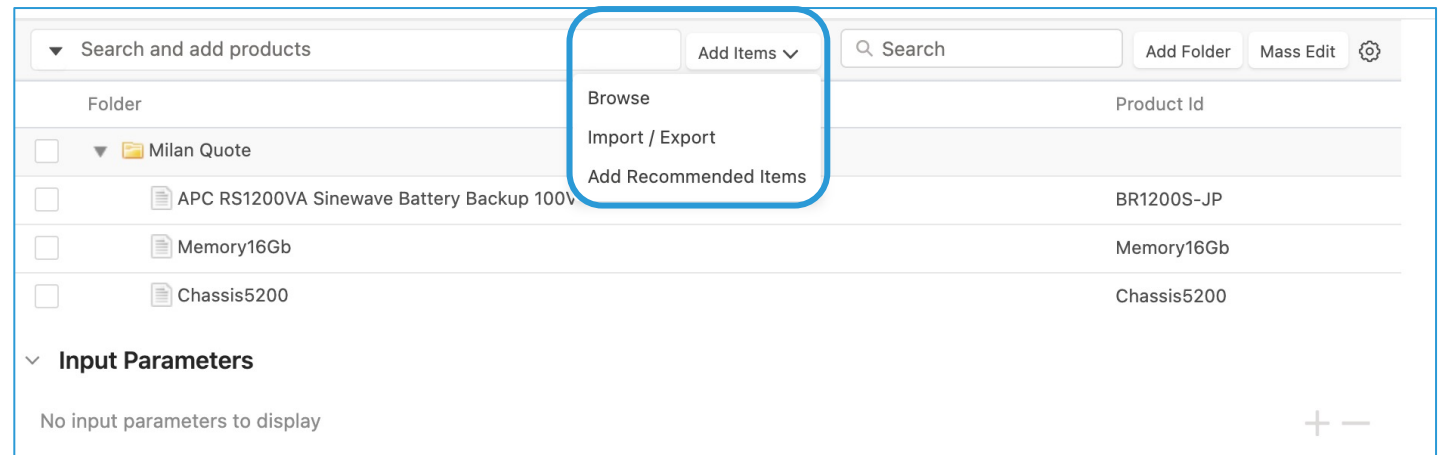 Search and add products
Add Items
Search
Add Folder
Mass Edit
Browse
Import / Export
Add Recommended Items
Folder
Product Id
Milan Quote
APC RS1200VA Sinewave Battery Backup 100V
BR1200S-JP
Memory16Gb
Memory16Gb
Chassis5200
Chassis5200
Input Parameters
No input parameters to display